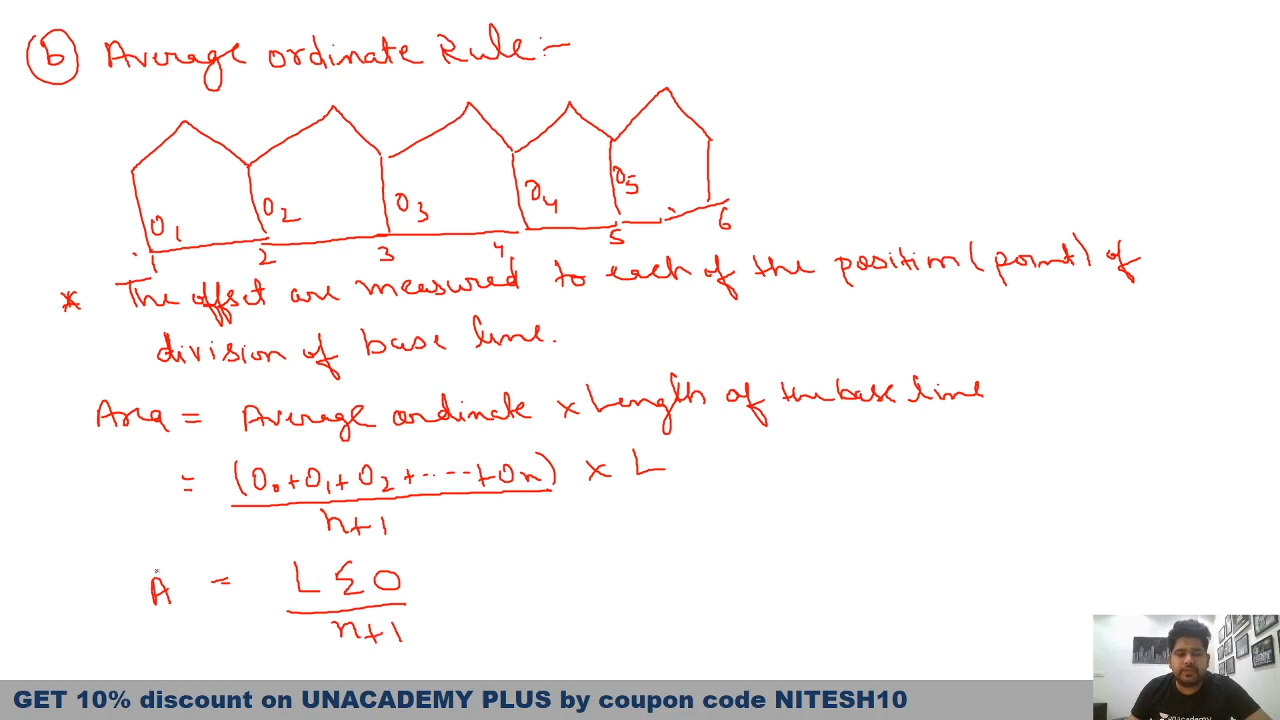 (b) Average ordinate Rule:-
O1 O2 O3 O4 O5
1 2 3 4 5 6
* The offset are measured to each of the position (point) of
division of base line.
Area = Average ordinate x Length of the base line
= (O0+O1+O2+.....+On) x L
n+1
A = L Σ O
n+1
GET 10% discount on UNACADEMY PLUS by coupon code NITESH10